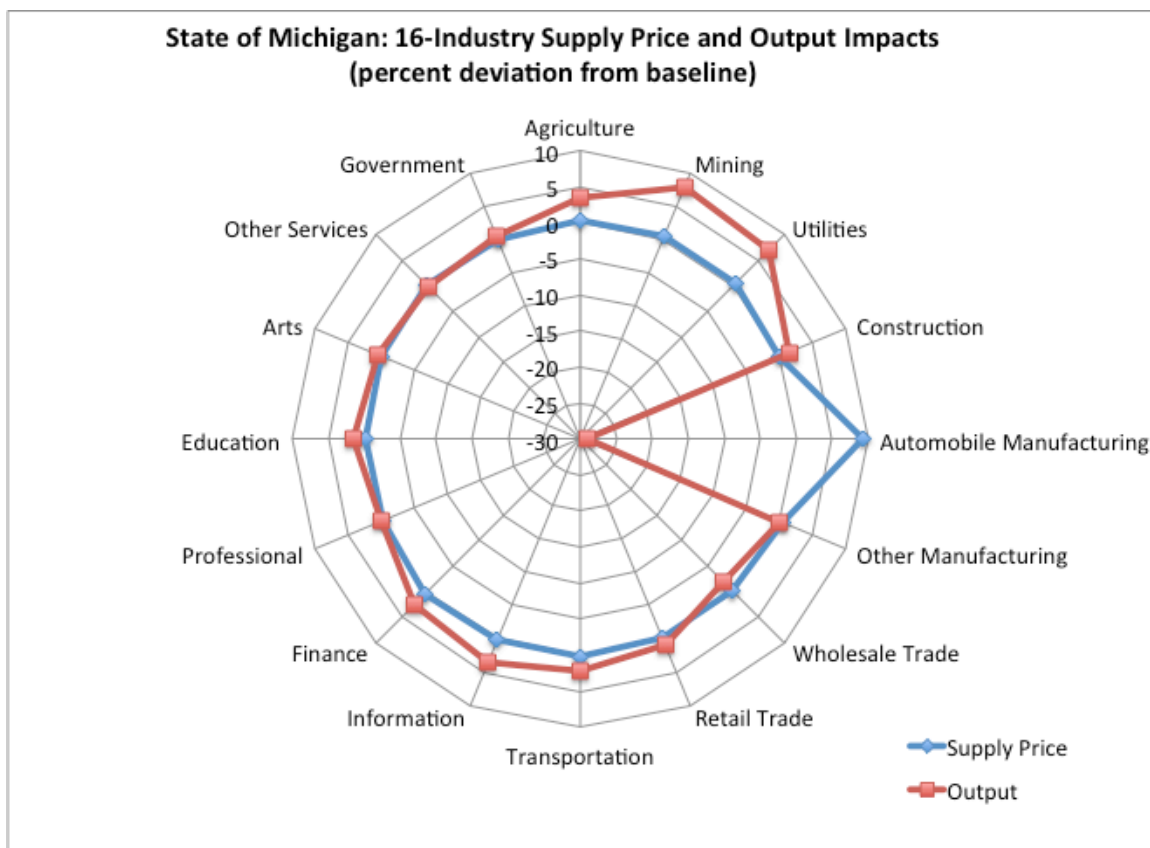 State of Michigan: 16-Industry Supply Price and Output Impacts
(percent deviation from baseline)
Agriculture
Mining
Utilities
Construction
Automobile Manufacturing
Other Manufacturing
Wholesale Trade
Retail Trade
Transportation
Information
Finance
Professional
Education
Arts
Other Services
Government
10
5
0
-5
-10
-15
-20
-25
-30
Supply Price
Output